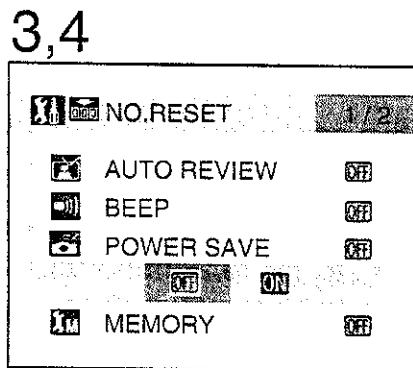 3,4
NO.RESET 1/2
AUTO REVIEW OFF
BEEP OFF
POWER SAVE OFF
OFF ON
MEMORY OFF